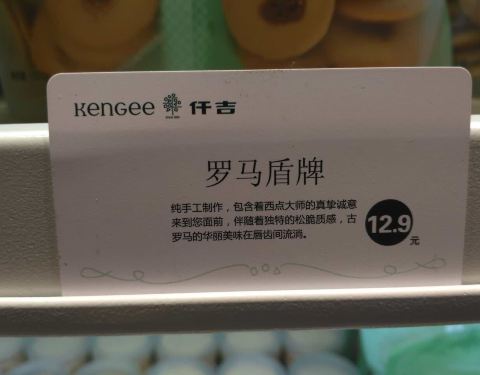 KenGee 仟吉
罗马盾牌
纯手工制作，包含着西点大师的真挚诚意
来到您面前，伴随着独特的松脆质感，古
罗马的华丽美味在唇齿间流淌。
12.9
元